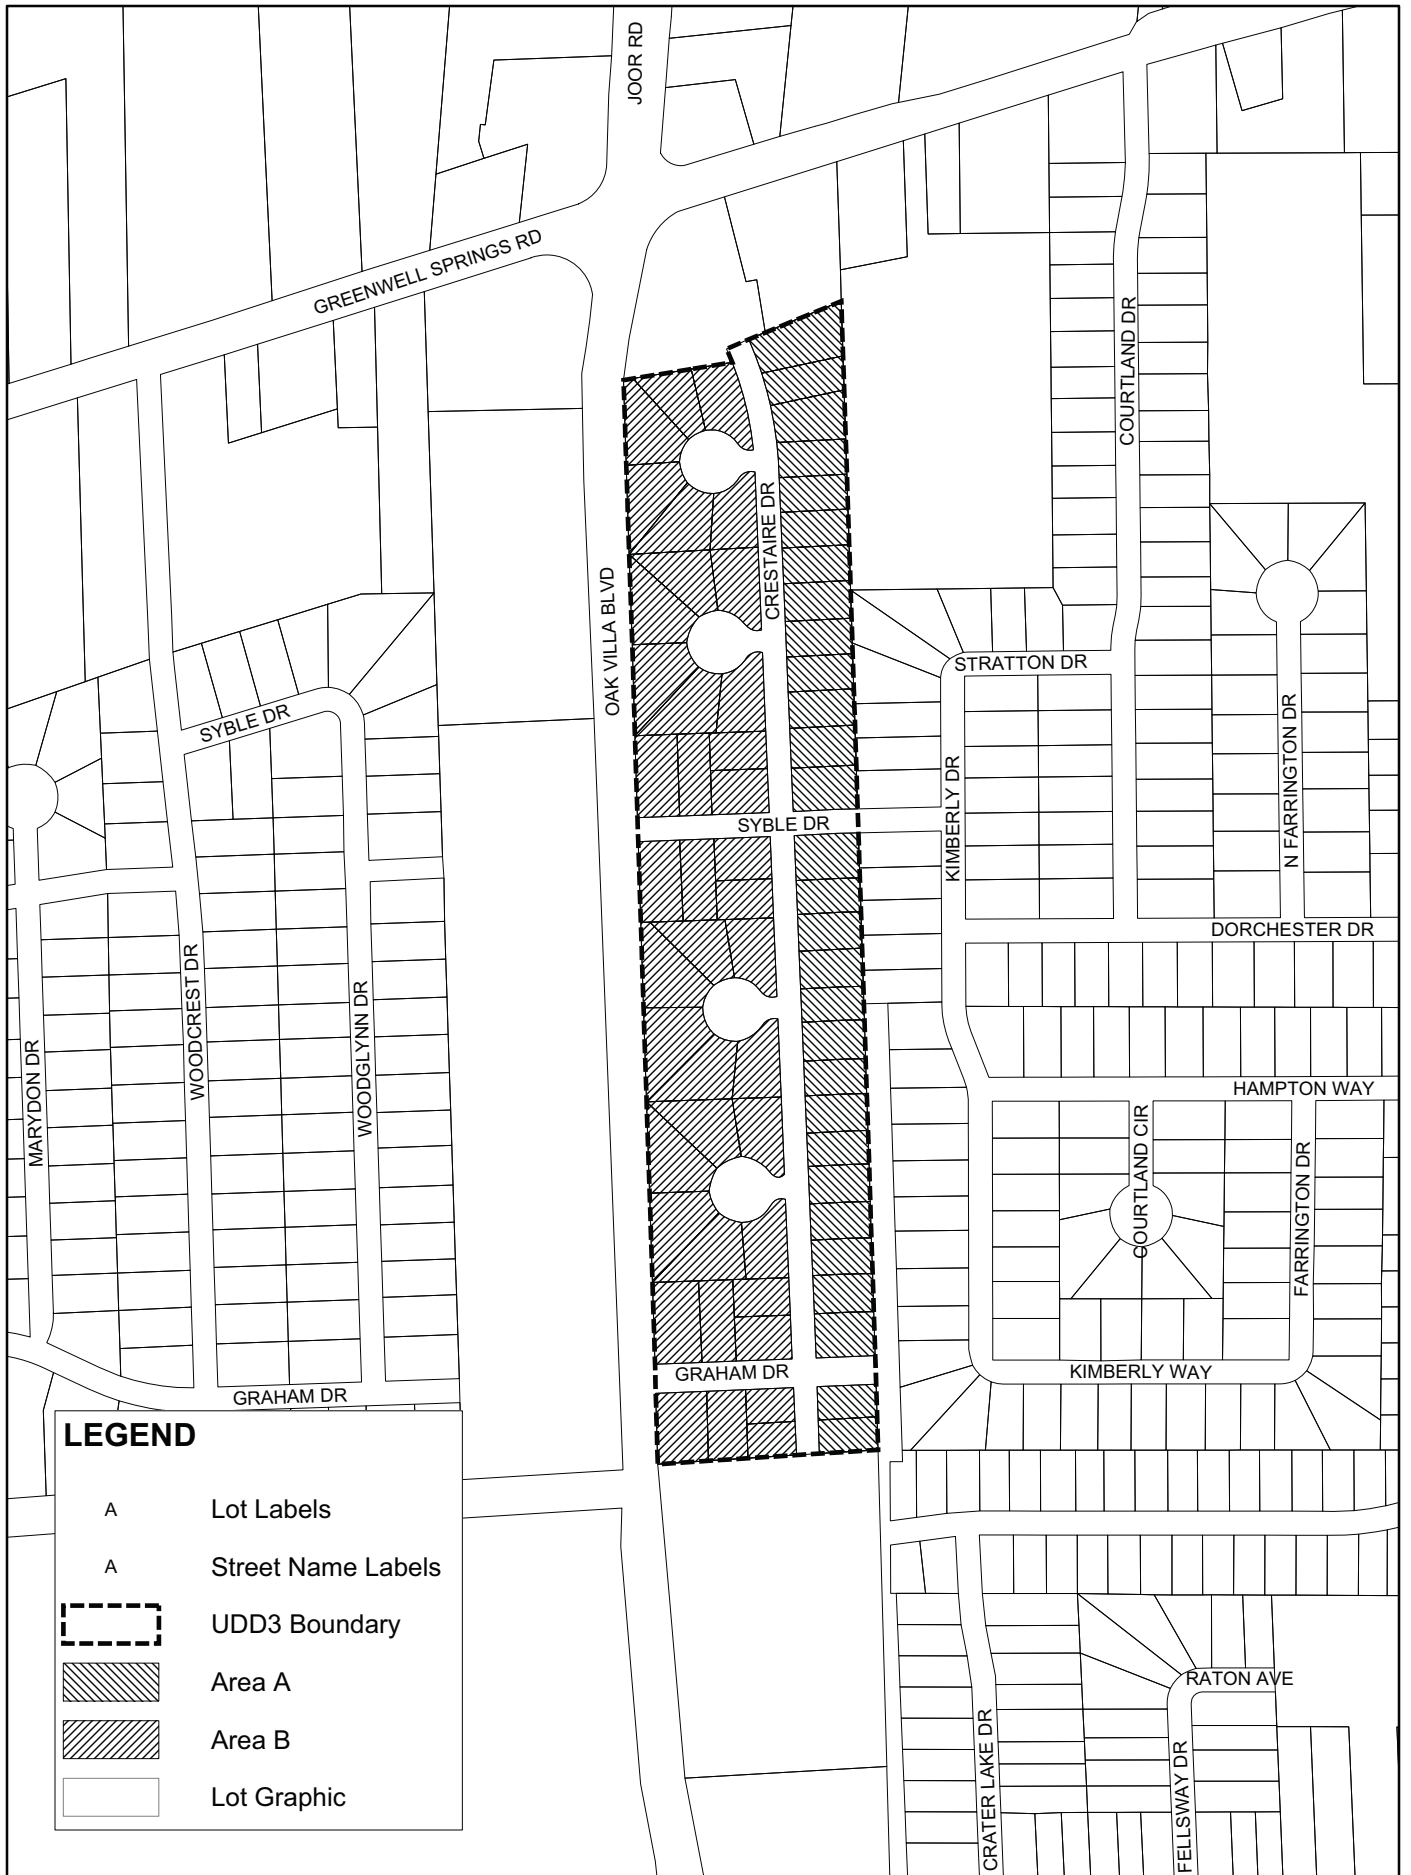 JOOR RD
GREENWELL SPRINGS RD
COURTLAND DR
CRESTAIRE DR
OAK VILLA BLVD
STRATTON DR
SYBLE DR
N FARRINGTON DR
KIMBERLY DR
SYBLE DR
DORCHESTER DR
WOODCREST DR
WOODGLYNN DR
MARYDON DR
HAMPTON WAY
COURTLAND CIR
FARRINGTON DR
GRAHAM DR
KIMBERLY WAY
GRAHAM DR
LEGEND
A Lot Labels
A Street Name Labels
UDD3 Boundary
Area A
Area B
Lot Graphic
RATON AVE
CRATER LAKE DR
FELLSWAY DR